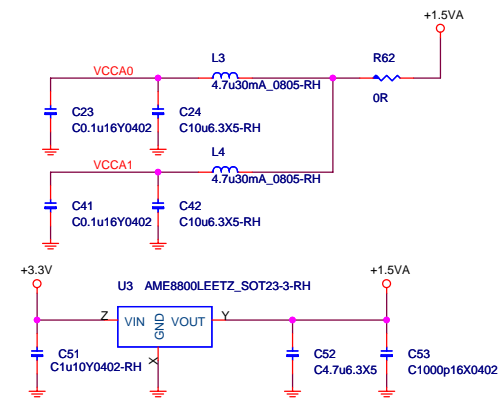 +1.5VA
L3
R62
VCCA0
4.7u30mA_0805-RH
0R
C23
C24
C0.1u16Y0402
C10u6.3X5-RH
L4
VCCA1
4.7u30mA_0805-RH
C41
C42
C0.1u16Y0402
C10u6.3X5-RH
+3.3V
+1.5VA
U3 AME8800LEETZ_SOT23-3-RH
Z
VIN
GND
VOUT
Y
X
C51
C1u10Y0402-RH
C52
C53
C4.7u6.3X5
C1000p16X0402